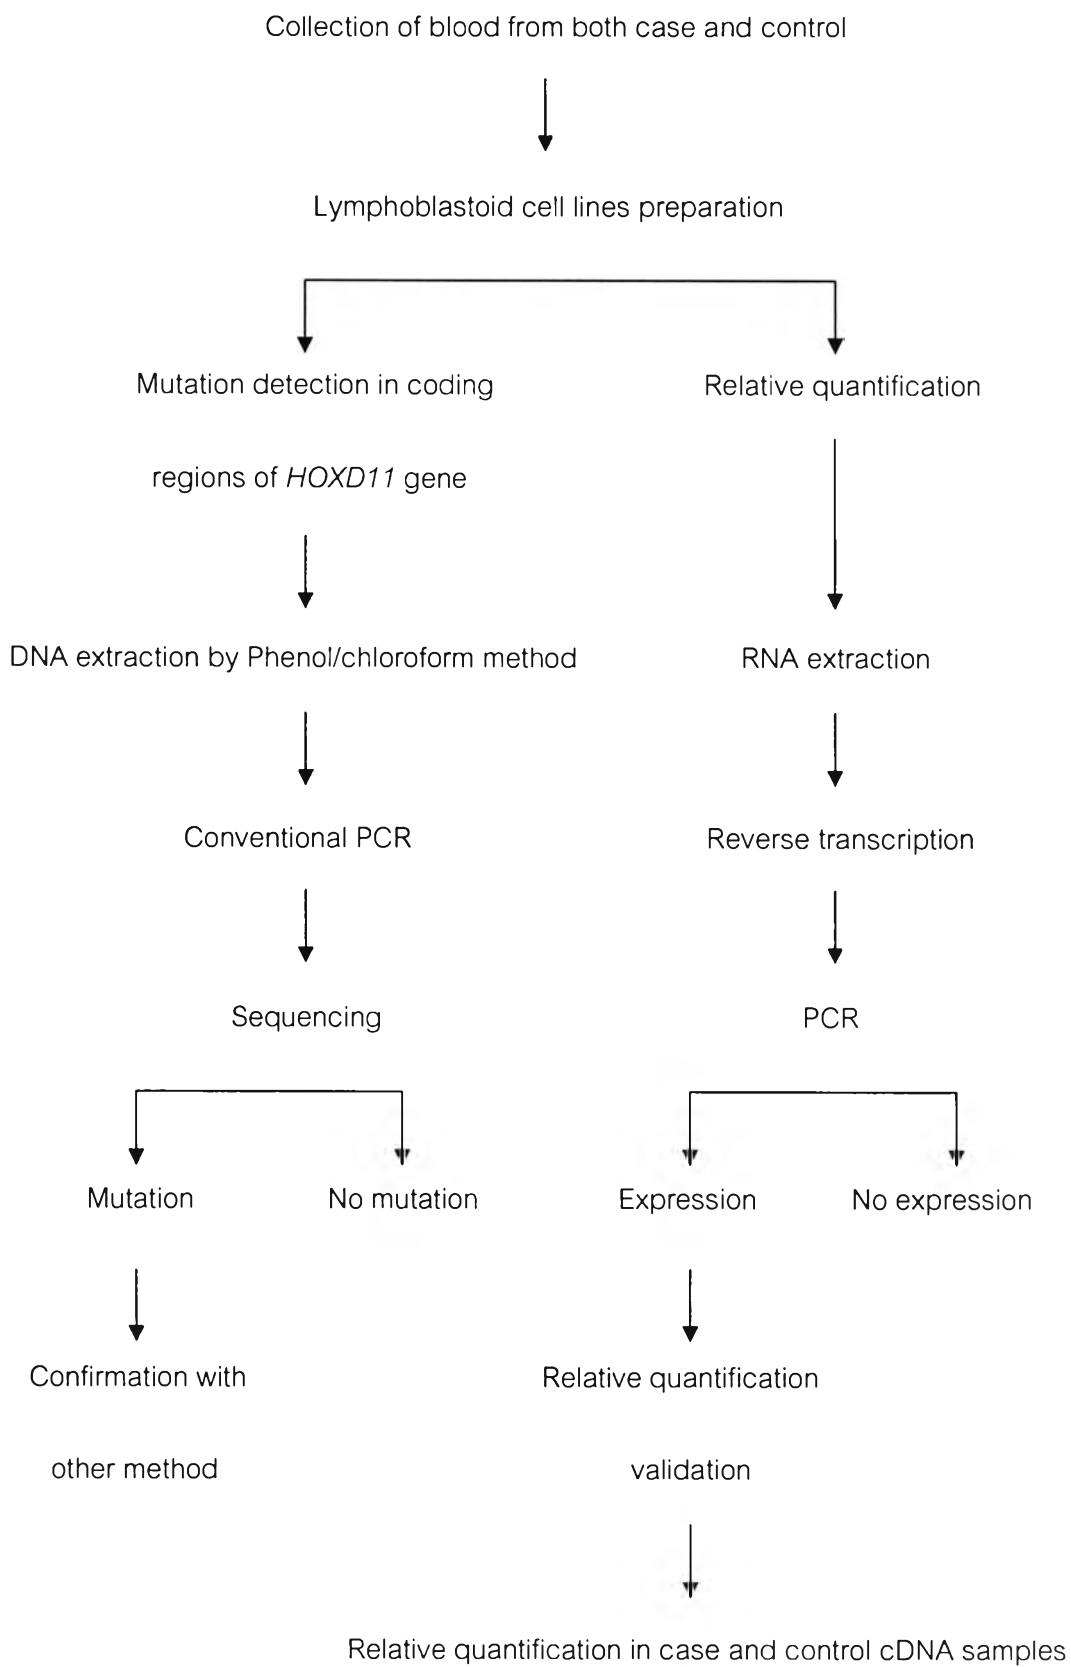 Collection of blood from both case and control
Lymphoblastoid cell lines preparation
Mutation detection in coding
regions of HOXD11 gene
Relative quantification
DNA extraction by Phenol/chloroform method
RNA extraction
Conventional PCR
Reverse transcription
Sequencing
PCR
Mutation
No mutation
Expression
No expression
Confirmation with
other method
Relative quantification
validation
Relative quantification in case and control cDNA samples